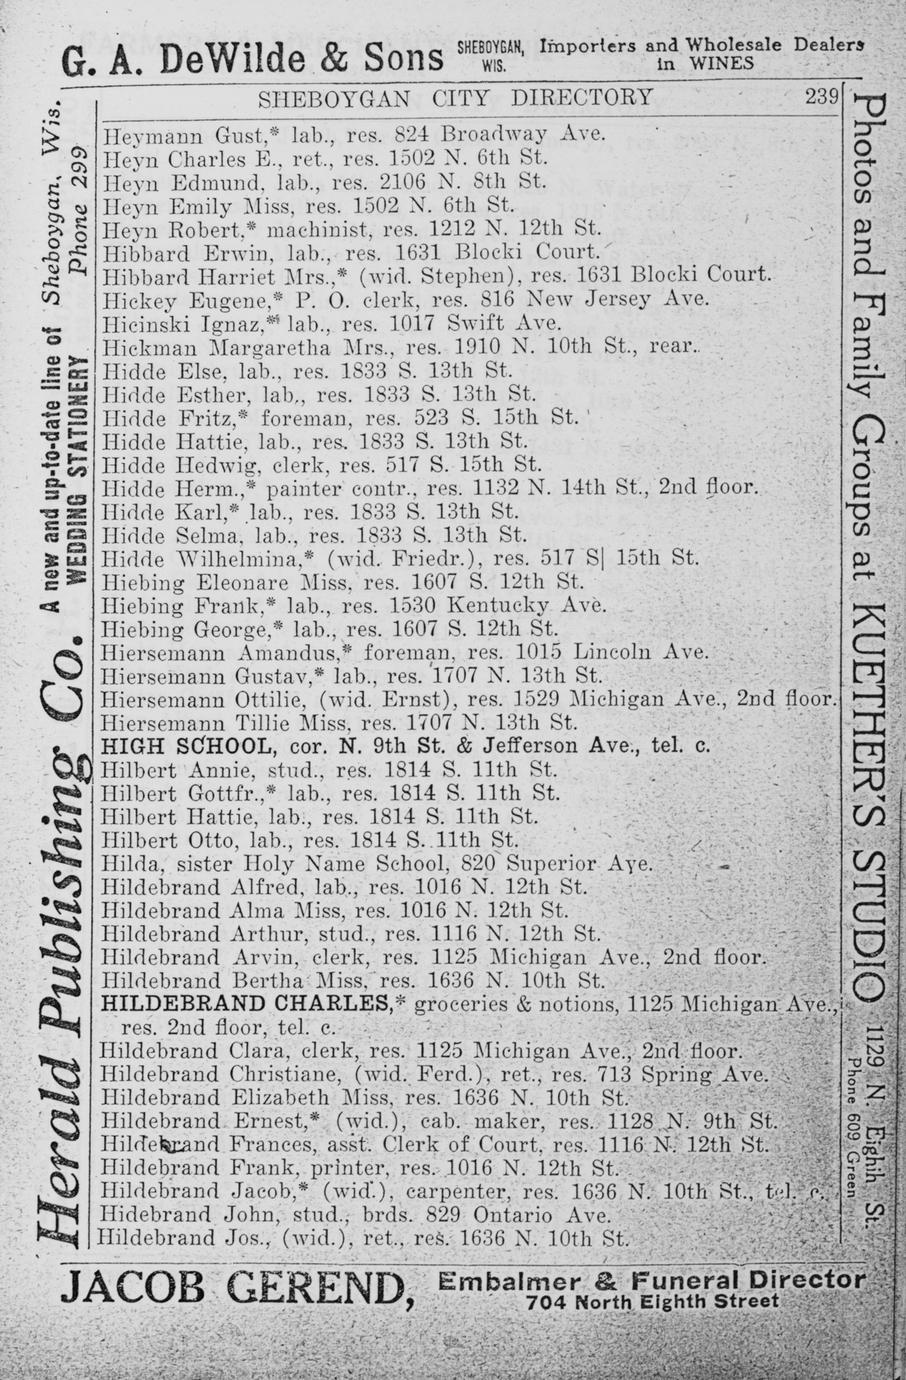 G. A. DeWilde & Sons SHEBOYGAN, WIS. Importers and Wholesale Dealers in WINES
SHEBOYGAN CITY DIRECTORY 239
Heymann Gust,* lab., res. 824 Broadway Ave.
Heyn Charles E., ret., res. 1502 N. 6th St.
Heyn Edmund, lab., res. 2106 N. 8th St.
Heyn Emily Miss, res. 1502 N. 6th St.
Heyn Robert,* machinist, res. 1212 N. 12th St.
Hibbard Erwin, lab., res. 1631 Blocki Court.
Hibbard Harriet Mrs.,* (wid. Stephen), res. 1631 Blocki Court.
Hickey Eugene,* P. O. clerk, res. 816 New Jersey Ave.
Hicinski Ignaz,* lab., res. 1017 Swift Ave.
Hickman Margaretha Mrs., res. 1910 N. 10th St., rear.
Hidde Else, lab., res. 1833 S. 13th St.
Hidde Esther, lab., res. 1833 S. 13th St.
Hidde Fritz,* foreman, res. 523 S. 15th St.
Hidde Hattie, lab., res. 1833 S. 13th St.
Hidde Hedwig, clerk, res. 517 S. 15th St.
Hidde Herm.,* painter contr., res. 1132 N. 14th St., 2nd floor.
Hidde Karl,* lab., res. 1833 S. 13th St.
Hidde Selma, lab., res. 1833 S. 13th St.
Hidde Wilhelmina,* (wid. Friedr.), res. 517 S| 15th St.
Hiebing Eleonare Miss, res. 1607 S. 12th St.
Hiebing Frank,* lab., res. 1530 Kentucky Ave.
Hiebing George,* lab., res. 1607 S. 12th St.
Hiersemann Amandus,* foreman, res. 1015 Lincoln Ave.
Hiersemann Gustav,* lab., res. 1707 N. 13th St.
Hiersemann Ottilie, (wid. Ernst), res. 1529 Michigan Ave., 2nd floor.
Hiersemann Tillie Miss, res. 1707 N. 13th St.
HIGH SCHOOL, cor. N. 9th St. & Jefferson Ave., tel. c.
Hilbert Annie, stud., res. 1814 S. 11th St.
Hilbert Gottfr.,* lab., res. 1814 S. 11th St.
Hilbert Hattie, lab., res. 1814 S. 11th St.
Hilbert Otto, lab., res. 1814 S. 11th St.
Hilda, sister Holy Name School, 820 Superior Ave.
Hildebrand Alfred, lab., res. 1016 N. 12th St.
Hildebrand Alma Miss, res. 1016 N. 12th St.
Hildebrand Arthur, stud., res. 1116 N. 12th St.
Hildebrand Arvin, clerk, res. 1125 Michigan Ave., 2nd floor.
Hildebrand Bertha Miss, res. 1636 N. 10th St.
HILDEBRAND CHARLES,* groceries & notions, 1125 Michigan Ave.,
res. 2nd floor, tel. c.
Hildebrand Clara, clerk, res. 1125 Michigan Ave., 2nd floor.
Hildebrand Christiane, (wid. Ferd.), ret., res. 713 Spring Ave.
Hildebrand Elizabeth Miss, res. 1636 N. 10th St.
Hildebrand Ernest,* (wid.), cab. maker, res. 1128 N. 9th St.
Hildebrand Frances, asst. Clerk of Court, res. 1116 N. 12th St.
Hildebrand Frank, printer, res. 1016 N. 12th St.
Hildebrand Jacob,* (wid.), carpenter, res. 1636 N. 10th St., tel. c.
Hidebrand John, stud., brds. 829 Ontario Ave.
Hildebrand Jos., (wid.), ret., res. 1636 N. 10th St.
Herald Publishing Co. A new and up-to-date line of WEDDING STATIONERY Sheboygan, Wis. Phone 299
Photos and Family Groups at KUETHER'S STUDIO 1129 N. Eighth St. Phone 609 Green
JACOB GEREND, Embalmer & Funeral Director
704 North Eighth Street